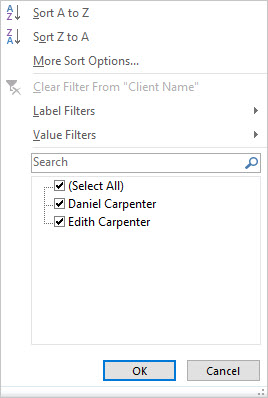 Sort A to Z
Sort Z to A
More Sort Options...
Clear Filter From "Client Name"
Label Filters
Value Filters
Search
(Select All)
Daniel Carpenter
Edith Carpenter
OK Cancel